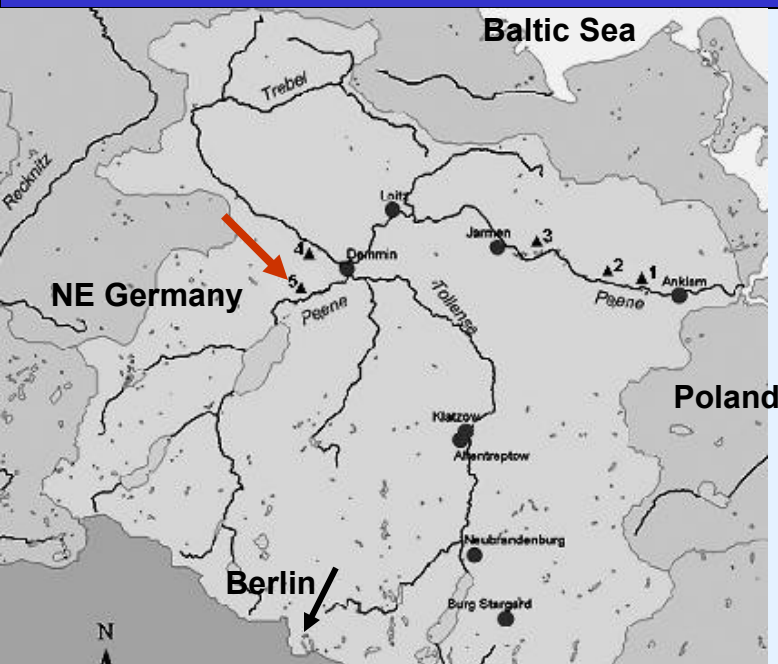 Baltic Sea
Trebel
Recknitz
Loitz
Jarmen
3
4
Demmin
2
1
Anklam
5
NE Germany
Peene
Tollense
Peene
Poland
Klatzow
Altentreptow
Neubrandenburg
Berlin
Burg Stargard
N